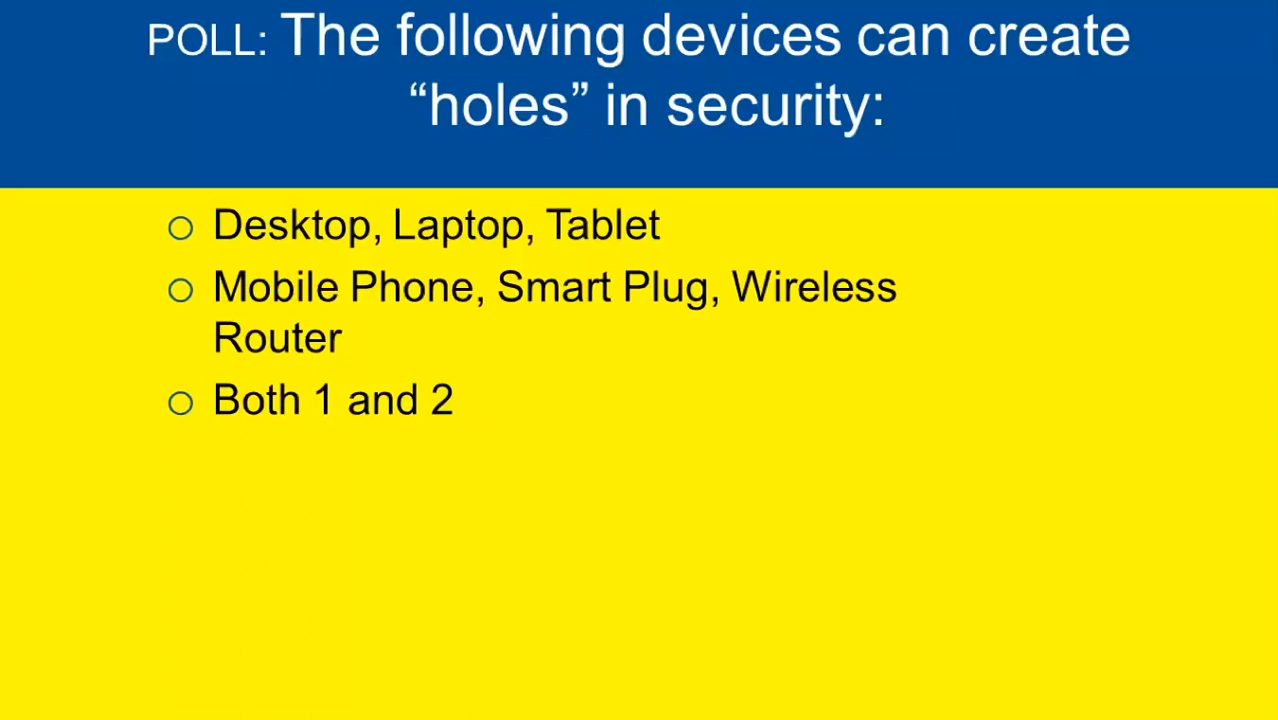 POLL: The following devices can create
“holes” in security:
Desktop, Laptop, Tablet
Mobile Phone, Smart Plug, Wireless
Router
Both 1 and 2